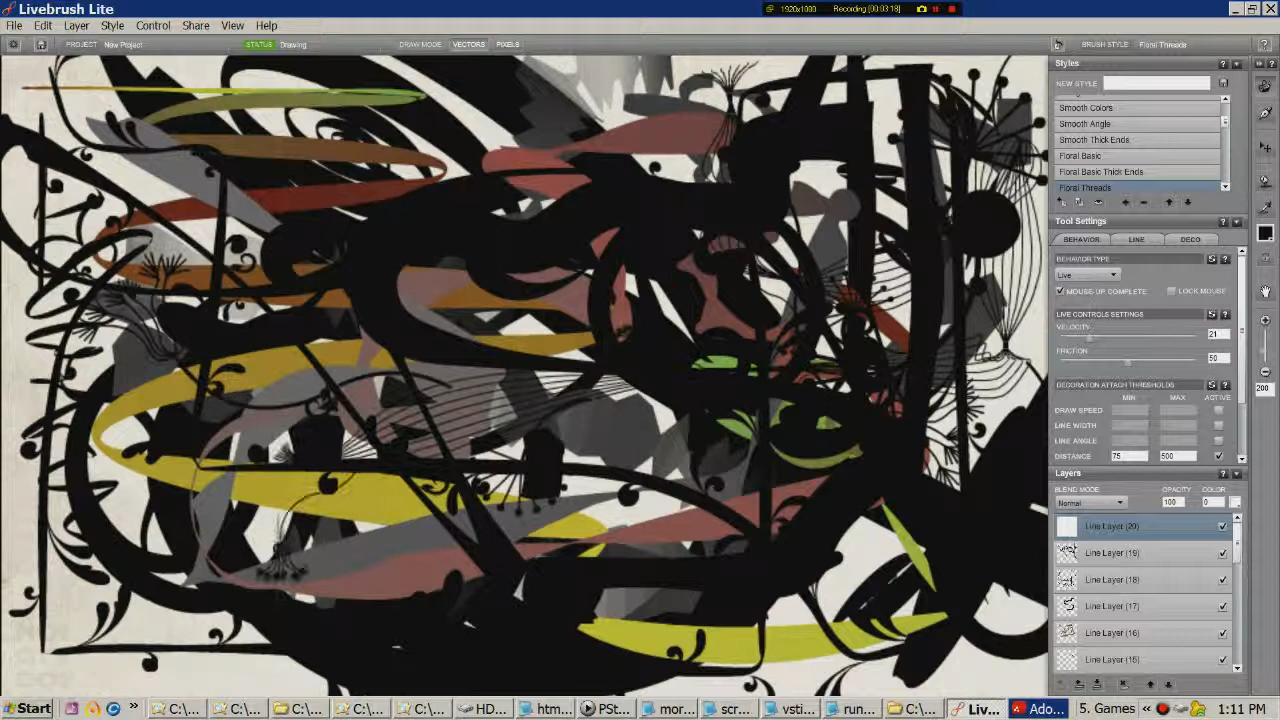 Livebrush Lite
1920x1080 Recording [00:03:18]
File Edit Layer Style Control Share View Help
PROJECT New Project STATUS Drawing DRAW MODE VECTORS PIXELS BRUSH STYLE: Floral Threads
Styles
NEW STYLE
Smooth Colors
Smooth Angle
Smooth Thick Ends
Floral Basic
Floral Basic Thick Ends
Floral Threads
Tool Settings
BEHAVIOR LINE DECO
BEHAVIOR TYPE
Live
MOUSE-UP COMPLETE LOCK MOUSE
LIVE CONTROLS SETTINGS
VELOCITY
21
FRICTION
50
200
DECORATION ATTACH THRESHOLDS
MIN MAX ACTIVE
DRAW SPEED
LINE WIDTH
LINE ANGLE
DISTANCE 75 500
Layers
BLEND MODE OPACITY COLOR
Normal 100 0
Line Layer (20)
Line Layer (19)
Line Layer (18)
Line Layer (17)
Line Layer (16)
Line Layer (15)
Start » C:\... C:\... C:\... C:\... C:\... HD... htm... PSt... mor... scr... vsti... run... C:\... Liv... Ado... 5. Games » 1:11 PM